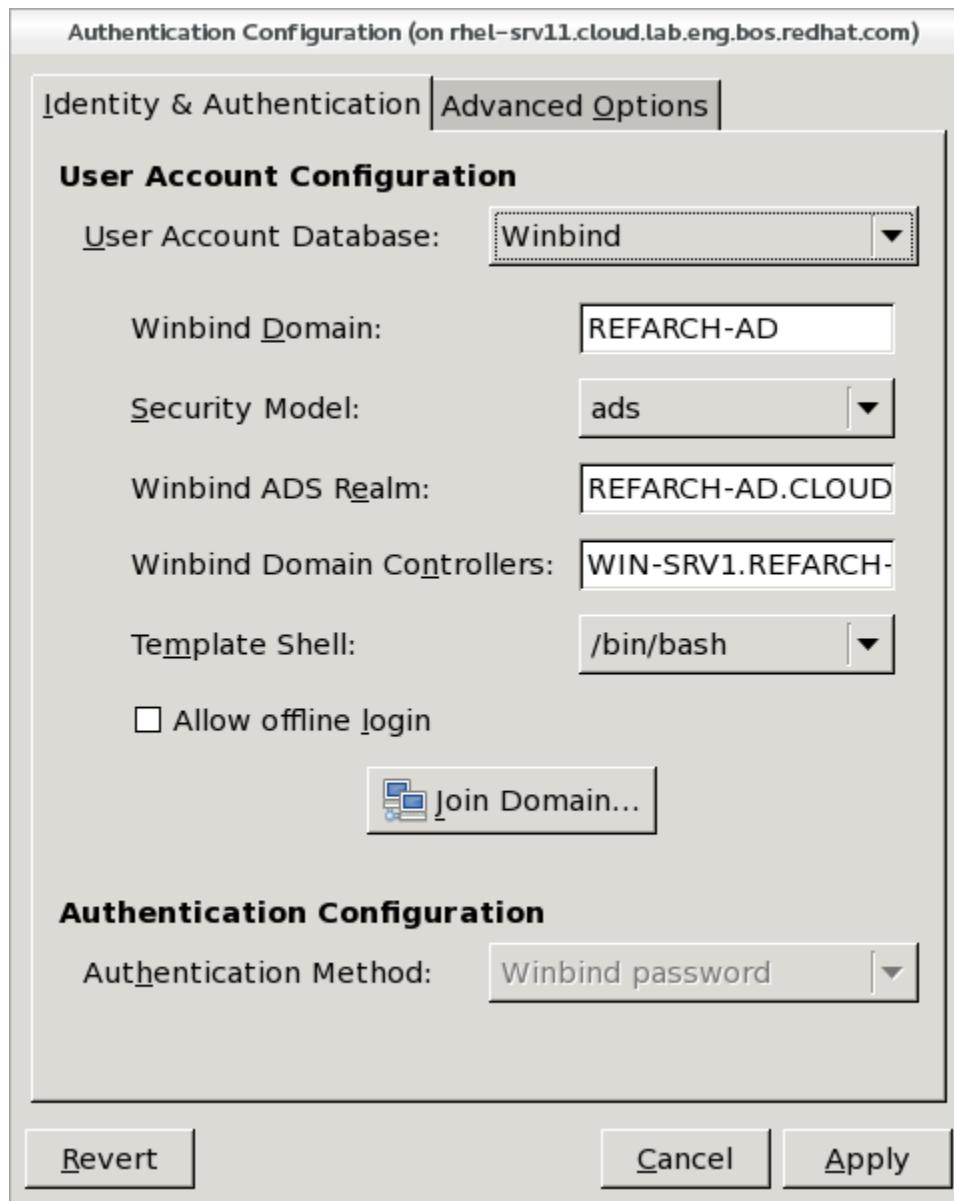 Authentication Configuration (on rhel-srv11.cloud.lab.eng.bos.redhat.com)
Identity & Authentication Advanced Options
User Account Configuration
User Account Database: Winbind
Winbind Domain: REFARCH-AD
Security Model: ads
Winbind ADS Realm: REFARCH-AD.CLOUD
Winbind Domain Controllers: WIN-SRV1.REFARCH-
Template Shell: /bin/bash
Allow offline login
Join Domain...
Authentication Configuration
Authentication Method: Winbind password
Revert Cancel Apply